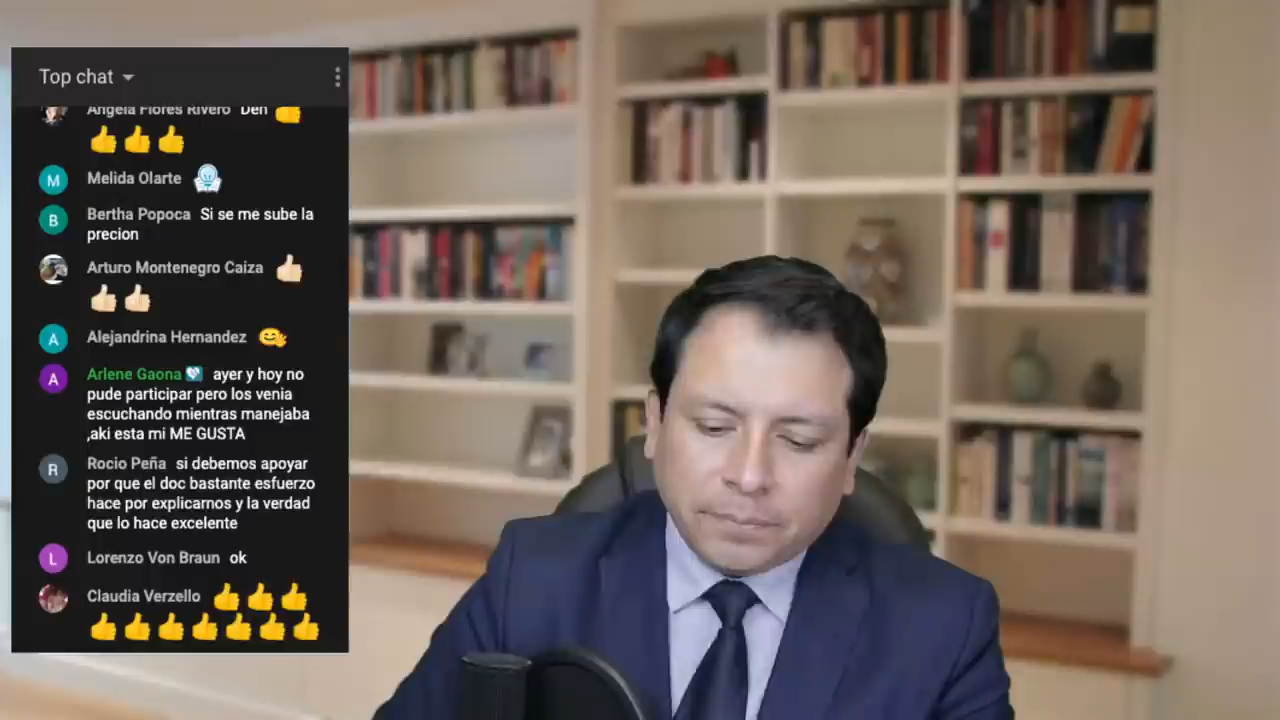 Top chat
Angela Flores Rivero Den
Melida Olarte
M
Bertha Popoca Si se me sube la
B
precion
Arturo Montenegro Caiza
Alejandrina Hernandez
A
Arlene Gaona ayer y hoy no
A
pude participar pero los venia
escuchando mientras manejaba
,aki esta mi ME GUSTA
Rocio Peña si debemos apoyar
R
por que el doc bastante esfuerzo
hace por explicarnos y la verdad
que lo hace excelente
L
Lorenzo Von Braun ok
Claudia Verzello